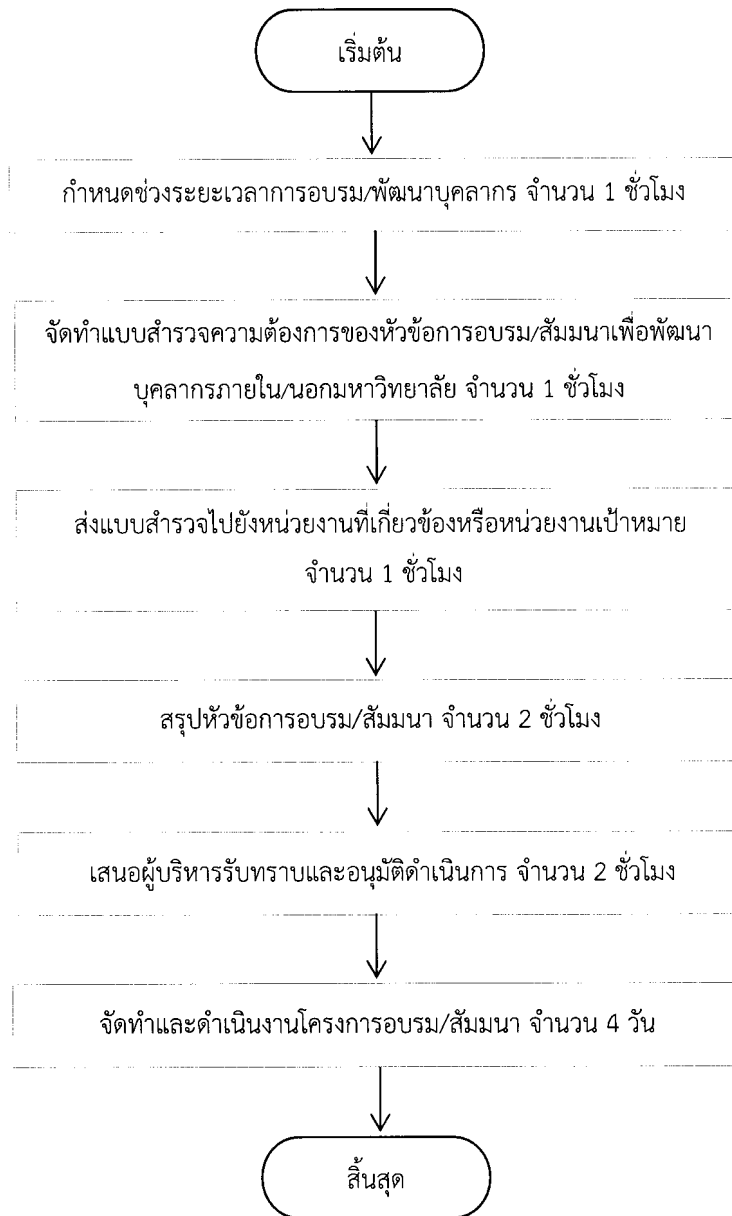 เริ่มต้น
กำหนดช่วงระยะเวลาการอบรม/พัฒนาบุคลากร จำนวน 1 ชั่วโมง
จัดทำแบบสำรวจความต้องการของหัวข้อการอบรม/สัมมนาเพื่อพัฒนา
บุคลากรภายใน/นอกมหาวิทยาลัย จำนวน 1 ชั่วโมง
ส่งแบบสำรวจไปยังหน่วยงานที่เกี่ยวข้องหรือหน่วยงานเป้าหมาย
จำนวน 1 ชั่วโมง
สรุปหัวข้อการอบรม/สัมมนา จำนวน 2 ชั่วโมง
เสนอผู้บริหารรับทราบและอนุมัติดำเนินการ จำนวน 2 ชั่วโมง
จัดทำและดำเนินงานโครงการอบรม/สัมมนา จำนวน 4 วัน
สิ้นสุด